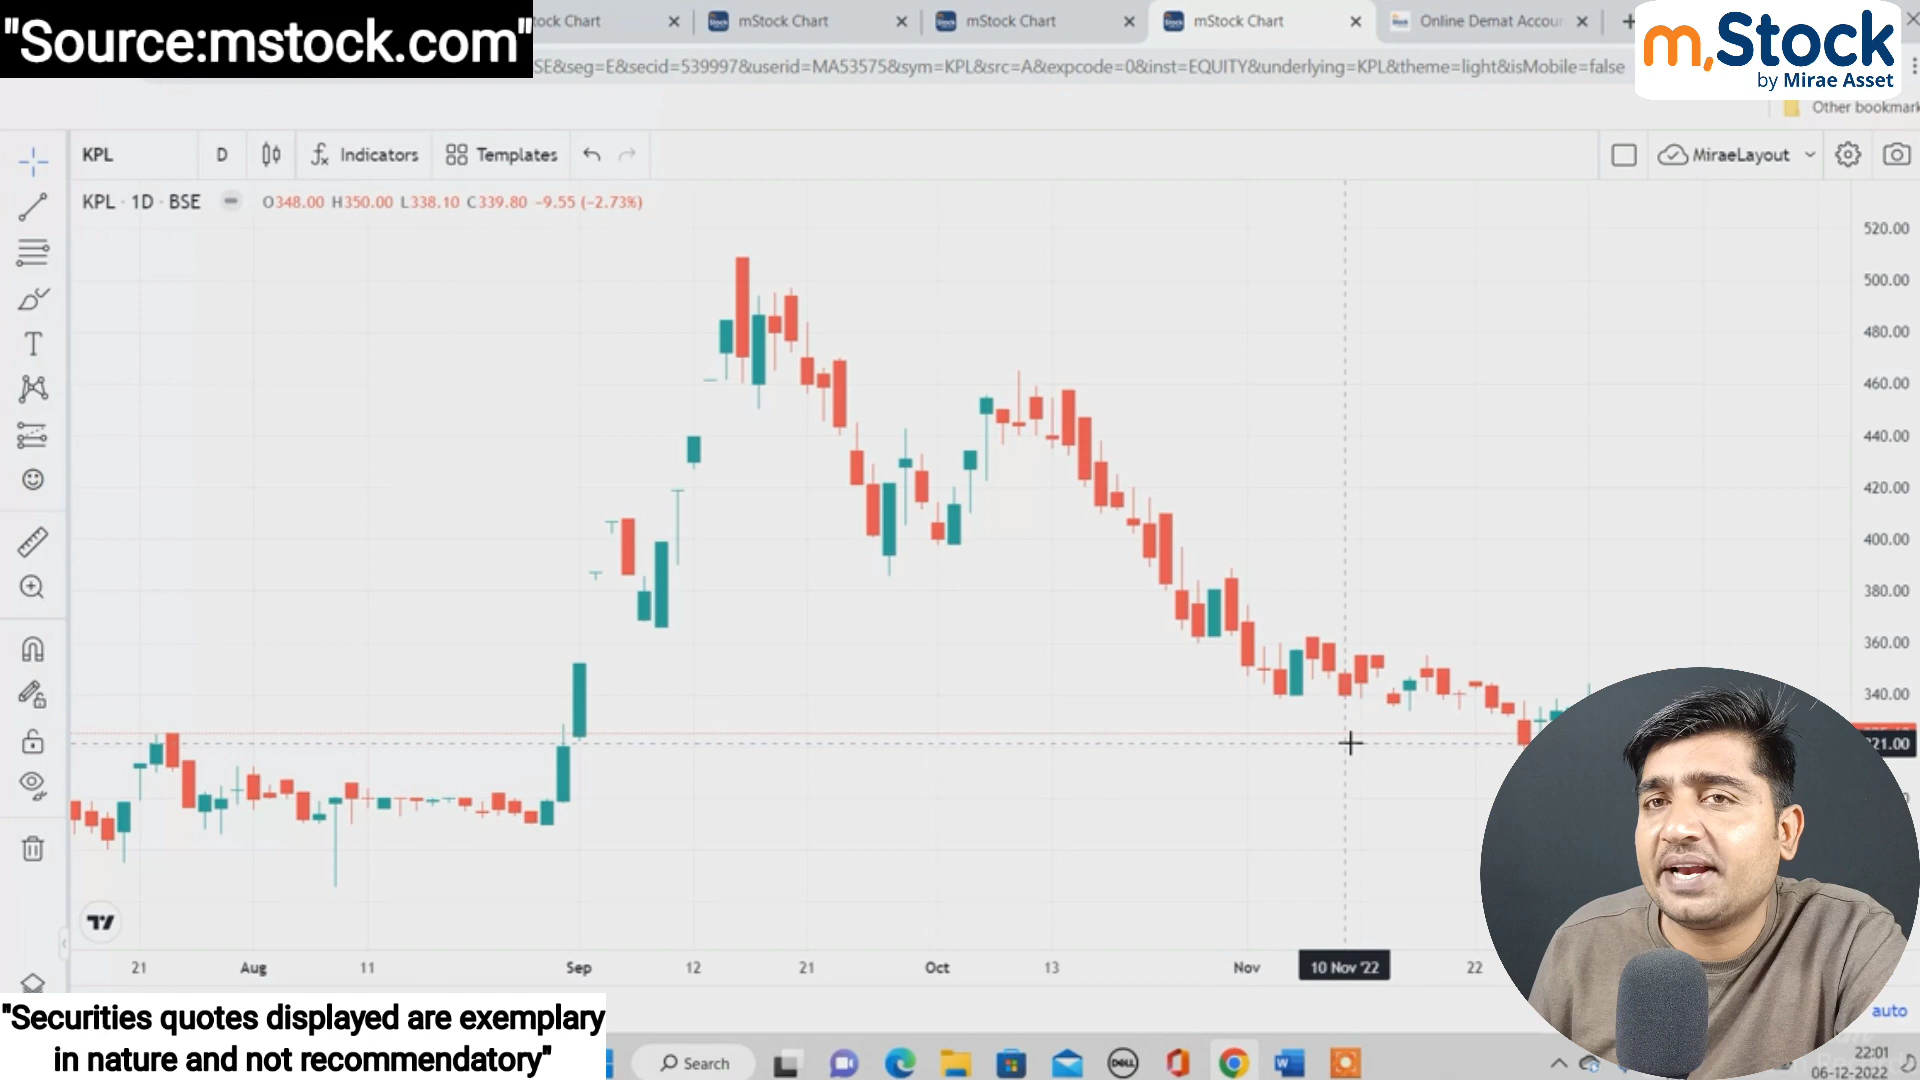 "Source:mstock.com"
ock Chart
mStock Chart
mStock Chart
mStock Chart
Online Demat Accour
m.Stock
by Mirae Asset
SE&seg=E&secid=539997&userid=MA53575&sym=KPL&src=A&expcode=0&inst=EQUITY&underlying=KPL&theme=light&isMobile=false
Other bookmark
KPL
D
Indicators
Templates
MiraeLayout
KPL · 1D · BSE
O348.00 H350.00 L338.10 C339.80 -9.55 (-2.73%)
520.00
500.00
480.00
460.00
440.00
420.00
400.00
380.00
360.00
340.00
21.00
21
Aug
11
Sep
12
21
Oct
13
Nov
10 Nov '22
22
auto
"Securities quotes displayed are exemplary
in nature and not recommendatory"
Search
DELL
22:01
06-12-2022